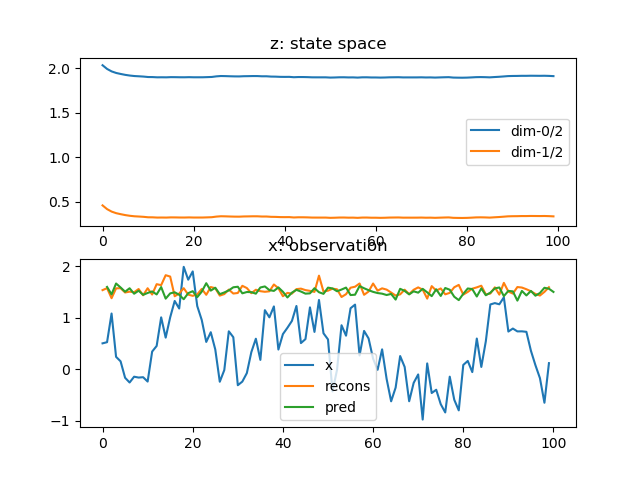 z: state space
2.0
1.5
1.0
0.5
dim-0/2
dim-1/2
0 20 40 60 80 100
x: observation
2
1
0
−1
x
recons
pred
0 20 40 60 80 100